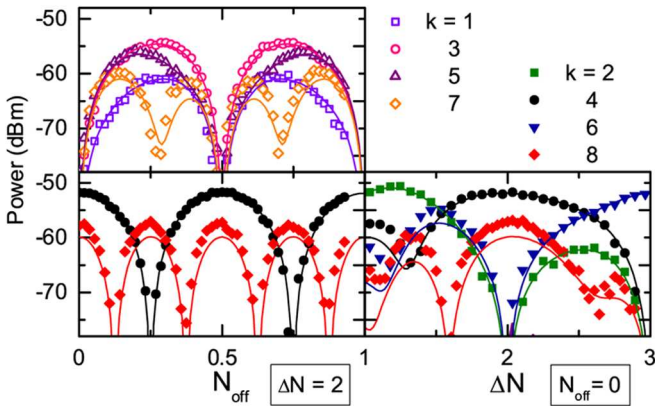 -50
-60
-70
Power (dBm)
k = 1
3
5
7
k = 2
4
6
8
-50
-60
-70
0
0.5
1
2
3
N_off
ΔN = 2
ΔN
N_off=0